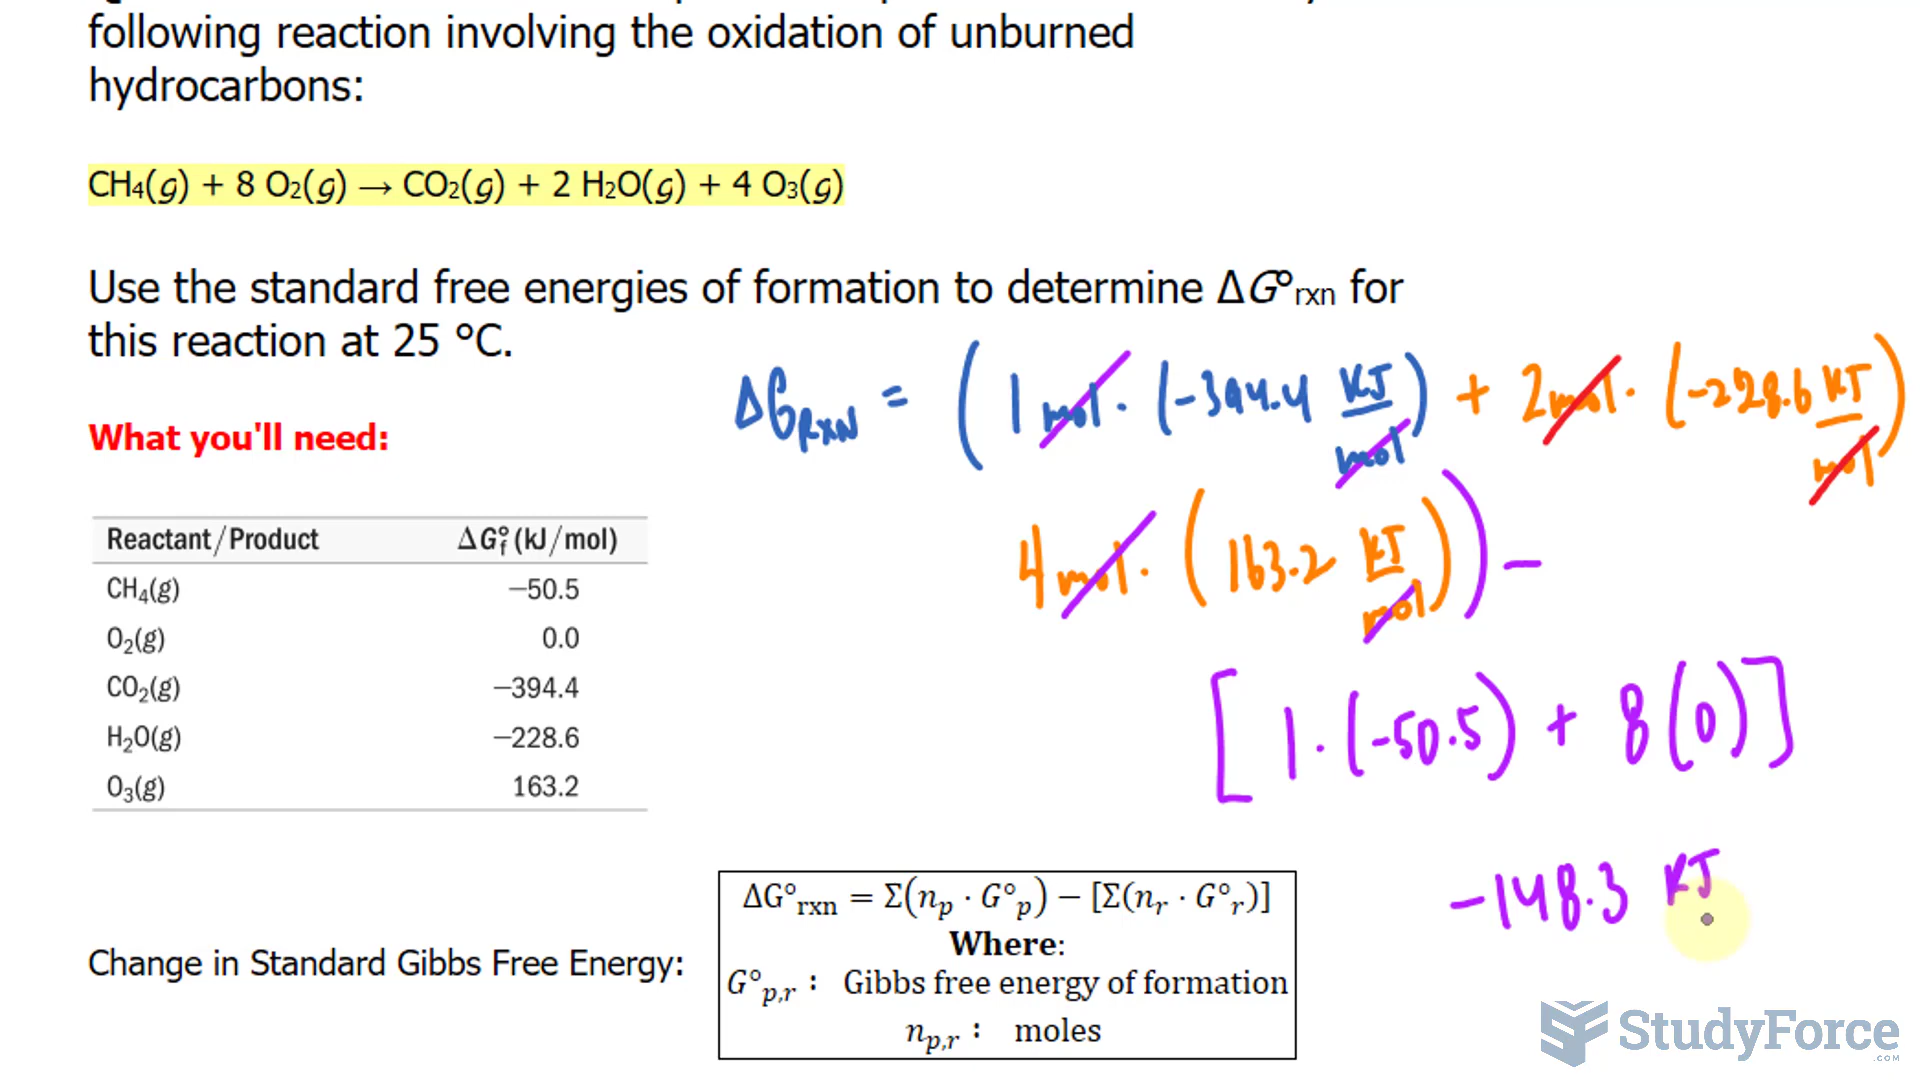 following reaction involving the oxidation of unburned
hydrocarbons:
CH₄(g) + 8 O₂(g) → CO₂(g) + 2 H₂O(g) + 4 O₃(g)
Use the standard free energies of formation to determine ΔG°rxn for
this reaction at 25 °C.
ΔG_RXN = (1 mol · (-394.4 KJ/mol) + 2 mol · (-228.6 KJ/mol)
What you'll need:
4 mol · (163.2 KJ/mol)) -
Reactant/Product ΔG°f (kJ/mol)
CH₄(g) −50.5
O₂(g) 0.0
CO₂(g) −394.4
H₂O(g) −228.6
O₃(g) 163.2
[1 · (-50.5) + 8(0)]
-148.3 KJ
Change in Standard Gibbs Free Energy:
ΔG°rxn = Σ(nₚ · G°ₚ) − [Σ(nᵣ · G°ᵣ)]
Where:
G°p,r : Gibbs free energy of formation
np,r : moles
StudyForce
.COM